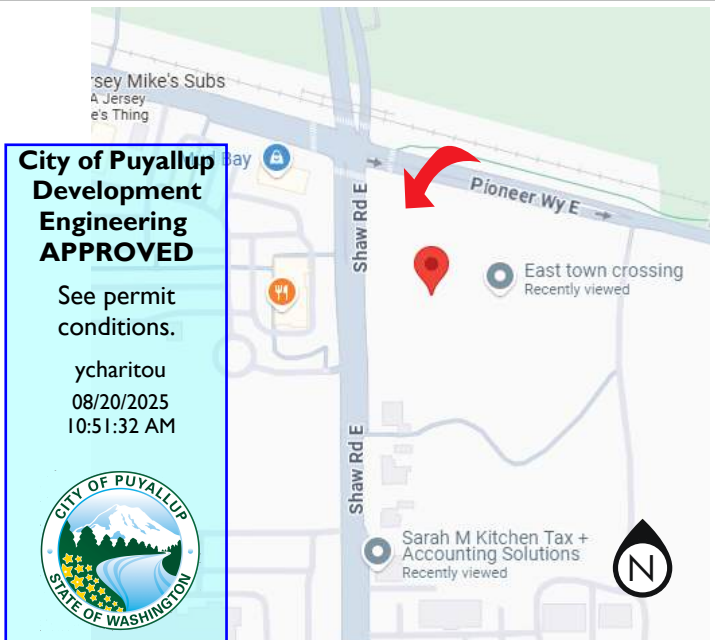 rsey Mike's Subs
A Jersey
e's Thing
Bay
City of Puyallup
Development
Engineering
APPROVED
See permit
conditions.
ycharitou
08/20/2025
10:51:32 AM
CITY OF PUYALLUP
STATE OF WASHINGTON
Shaw Rd E
Pioneer Wy E
East town crossing
Recently viewed
Shaw Rd E
Sarah M Kitchen Tax +
Accounting Solutions
Recently viewed
N